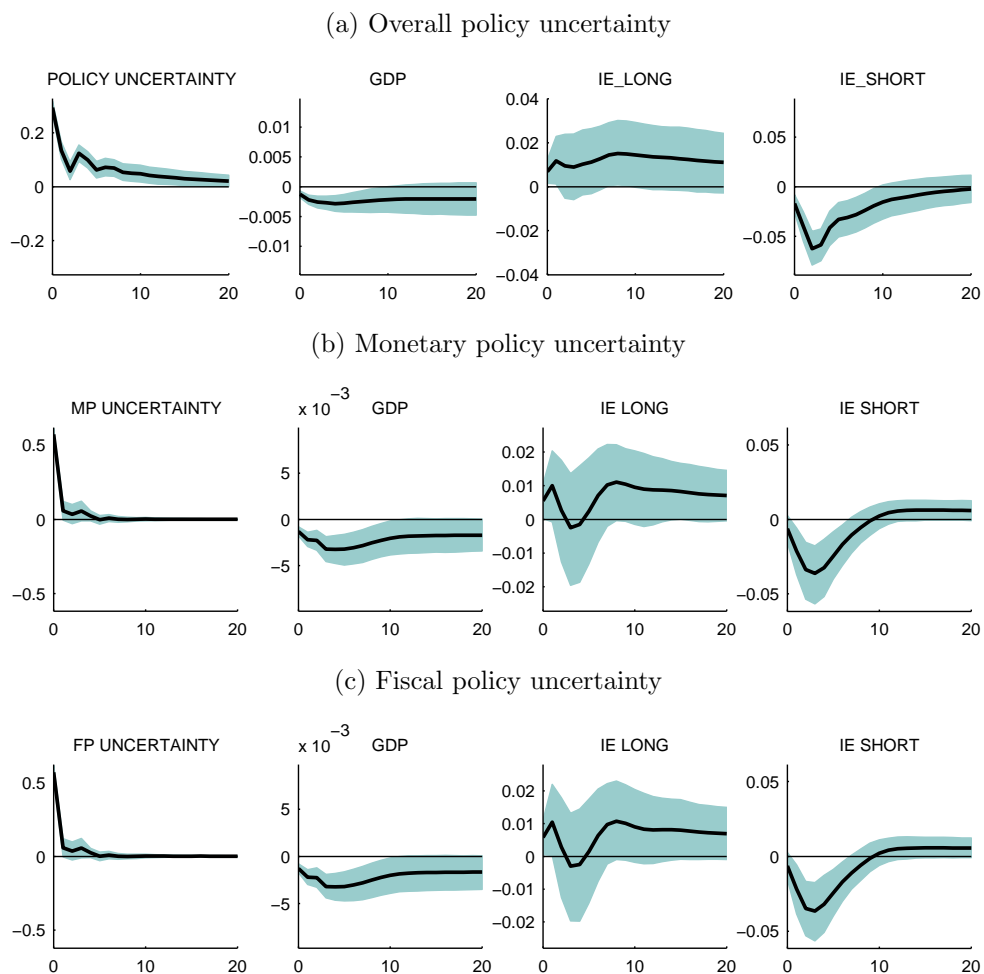 (a) Overall policy uncertainty
POLICY UNCERTAINTY GDP IE_LONG IE_SHORT
0.2 0 −0.2 0 10 20
0.01 0.005 0 −0.005 −0.01 0 10 20
0.04 0.02 0 −0.02 −0.04 0 10 20
0.05 0 −0.05 0 10 20
(b) Monetary policy uncertainty
MP UNCERTAINTY x 10−3 GDP IE LONG IE SHORT
0.5 0 −0.5 0 10 20
5 0 −5 0 10 20
0.02 0.01 0 −0.01 −0.02 0 10 20
0.05 0 −0.05 0 10 20
(c) Fiscal policy uncertainty
FP UNCERTAINTY x 10−3 GDP IE LONG IE SHORT
0.5 0 −0.5 0 10 20
5 0 −5 0 10 20
0.02 0.01 0 −0.01 −0.02 0 10 20
0.05 0 −0.05 0 10 20